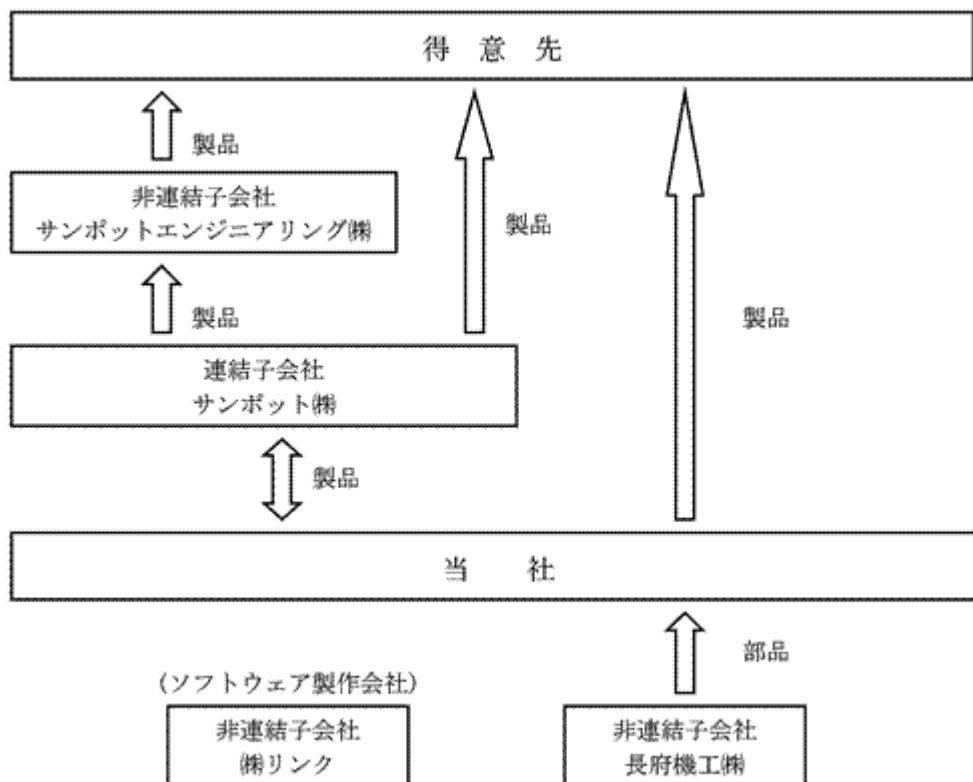 得意先
製品
非連結子会社
サンポットエンジニアリング㈱
製品
製品
製品
連結子会社
サンポット㈱
製品
当社
部品
(ソフトウェア製作会社)
非連結子会社
㈱リンク
非連結子会社
長府機工㈱